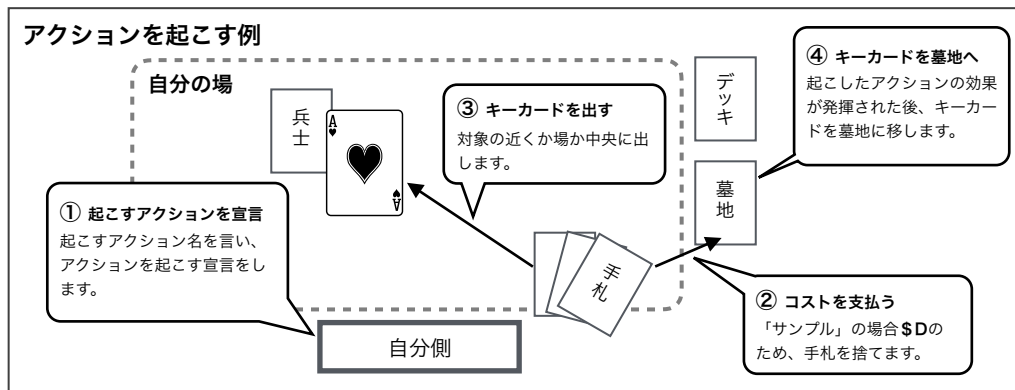 アクションを起こす例
自分の場
兵士
A
A
③ キーカードを出す
対象の近くか場か中央に出
します。
デッキ
④ キーカードを墓地へ
起こしたアクションの効果
が発揮された後、キーカー
ドを墓地に移します。
墓地
① 起こすアクションを宣言
起こすアクション名を言い、
アクションを起こす宣言をし
ます。
手札
② コストを支払う
「サンプル」の場合$Dの
ため、手札を捨てます。
自分側